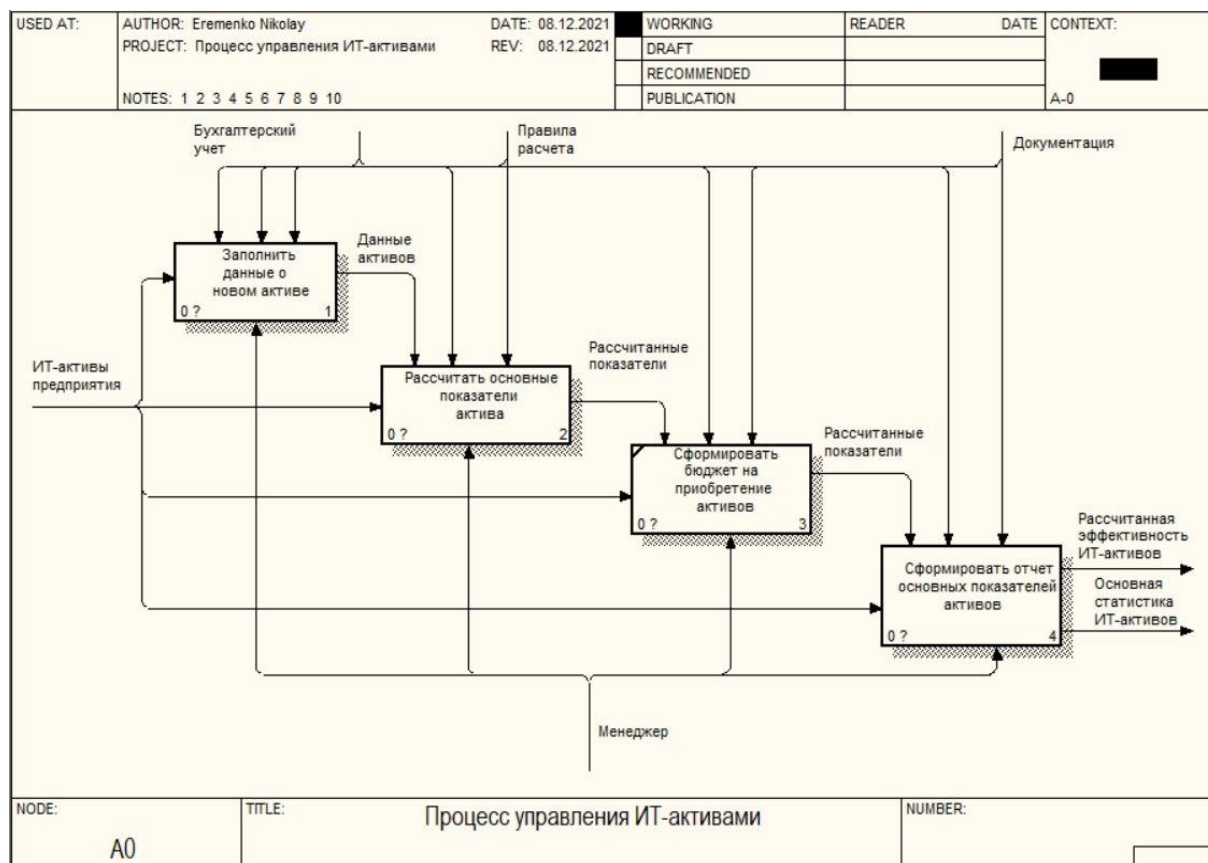 USED AT:
AUTHOR: Eremenko Nikolay
DATE: 08.12.2021
PROJECT: Процесс управления ИТ-активами
REV: 08.12.2021
NOTES: 1 2 3 4 5 6 7 8 9 10
WORKING
DRAFT
RECOMMENDED
PUBLICATION
READER
DATE
CONTEXT:
A-0
Бухгалтерский
учет
Правила
расчета
Документация
Заполнить
данные о
новом активе
0 ?
1
Данные
активов
ИТ-активы
предприятия
Рассчитать основные
показатели
актива
0 ?
2
Рассчитанные
показатели
Сформировать
бюджет на
приобретение
активов
0 ?
3
Рассчитанные
показатели
Сформировать отчет
основных показателей
активов
0 ?
4
Рассчитанная
эффективность
ИТ-активов
Основная
статистика
ИТ-активов
Менеджер
NODE:
A0
TITLE:
Процесс управления ИТ-активами
NUMBER: